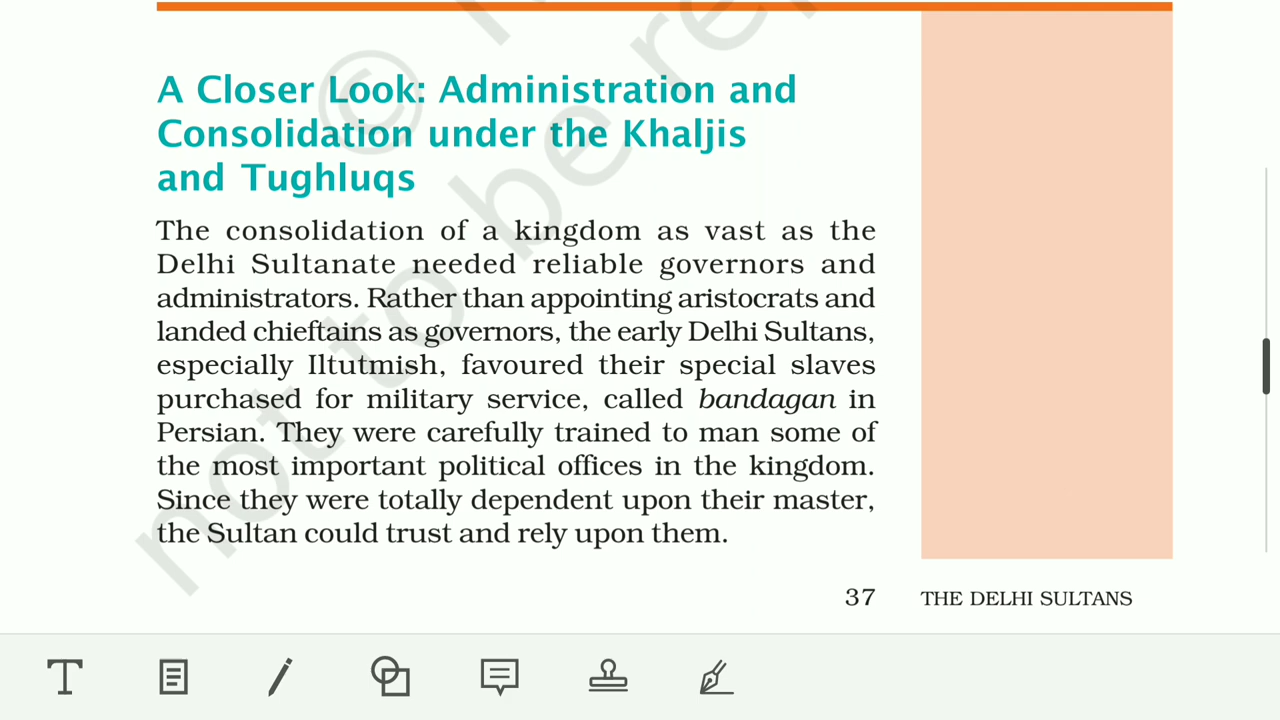 A Closer Look: Administration and
Consolidation under the Khaljis
and Tughluqs
The consolidation of a kingdom as vast as the
Delhi Sultanate needed reliable governors and
administrators. Rather than appointing aristocrats and
landed chieftains as governors, the early Delhi Sultans,
especially Iltutmish, favoured their special slaves
purchased for military service, called bandagan in
Persian. They were carefully trained to man some of
the most important political offices in the kingdom.
Since they were totally dependent upon their master,
the Sultan could trust and rely upon them.
37 THE DELHI SULTANS
© 
not to be re